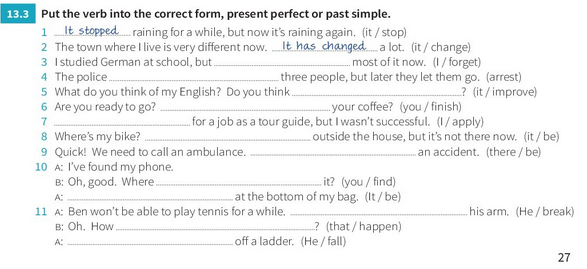 13.3 Put the verb into the correct form, present perfect or past simple.
1 It stopped raining for a while, but now it's raining again. (it / stop)
2 The town where I live is very different now. It has changed a lot. (it / change)
3 I studied German at school, but ........ most of it now. (I / forget)
4 The police ........ three people, but later they let them go. (arrest)
5 What do you think of my English? Do you think ........ ? (it / improve)
6 Are you ready to go? ........ your coffee? (you / finish)
7 ........ for a job as a tour guide, but I wasn't successful. (I / apply)
8 Where's my bike? ........ outside the house, but it's not there now. (it / be)
9 Quick! We need to call an ambulance. ........ an accident. (there / be)
10 A: I've found my phone.
B: Oh, good. Where ........ it? (you / find)
A: ........ at the bottom of my bag. (It / be)
11 A: Ben won't be able to play tennis for a while. ........ his arm. (He / break)
B: Oh. How ........ ? (that / happen)
A: ........ off a ladder. (He / fall)
27